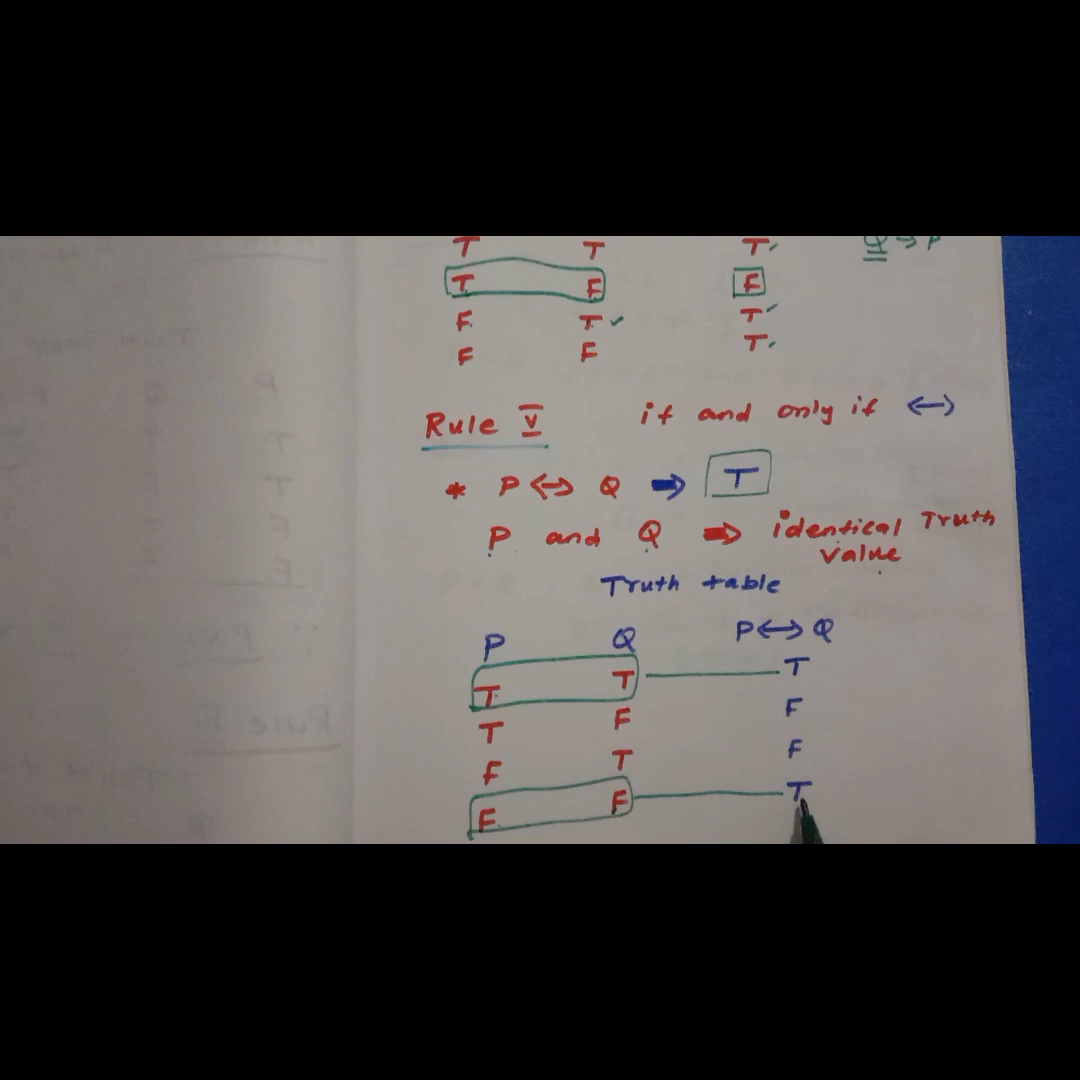 T T T
Q → P
T F F
F T ✓ T
F F T
Rule V if and only if ↔
* P ↔ Q ⇒ T
P and Q ⇒ identical Truth
value
Truth table
P Q P ↔ Q
T T T
T F F
F T F
F F T